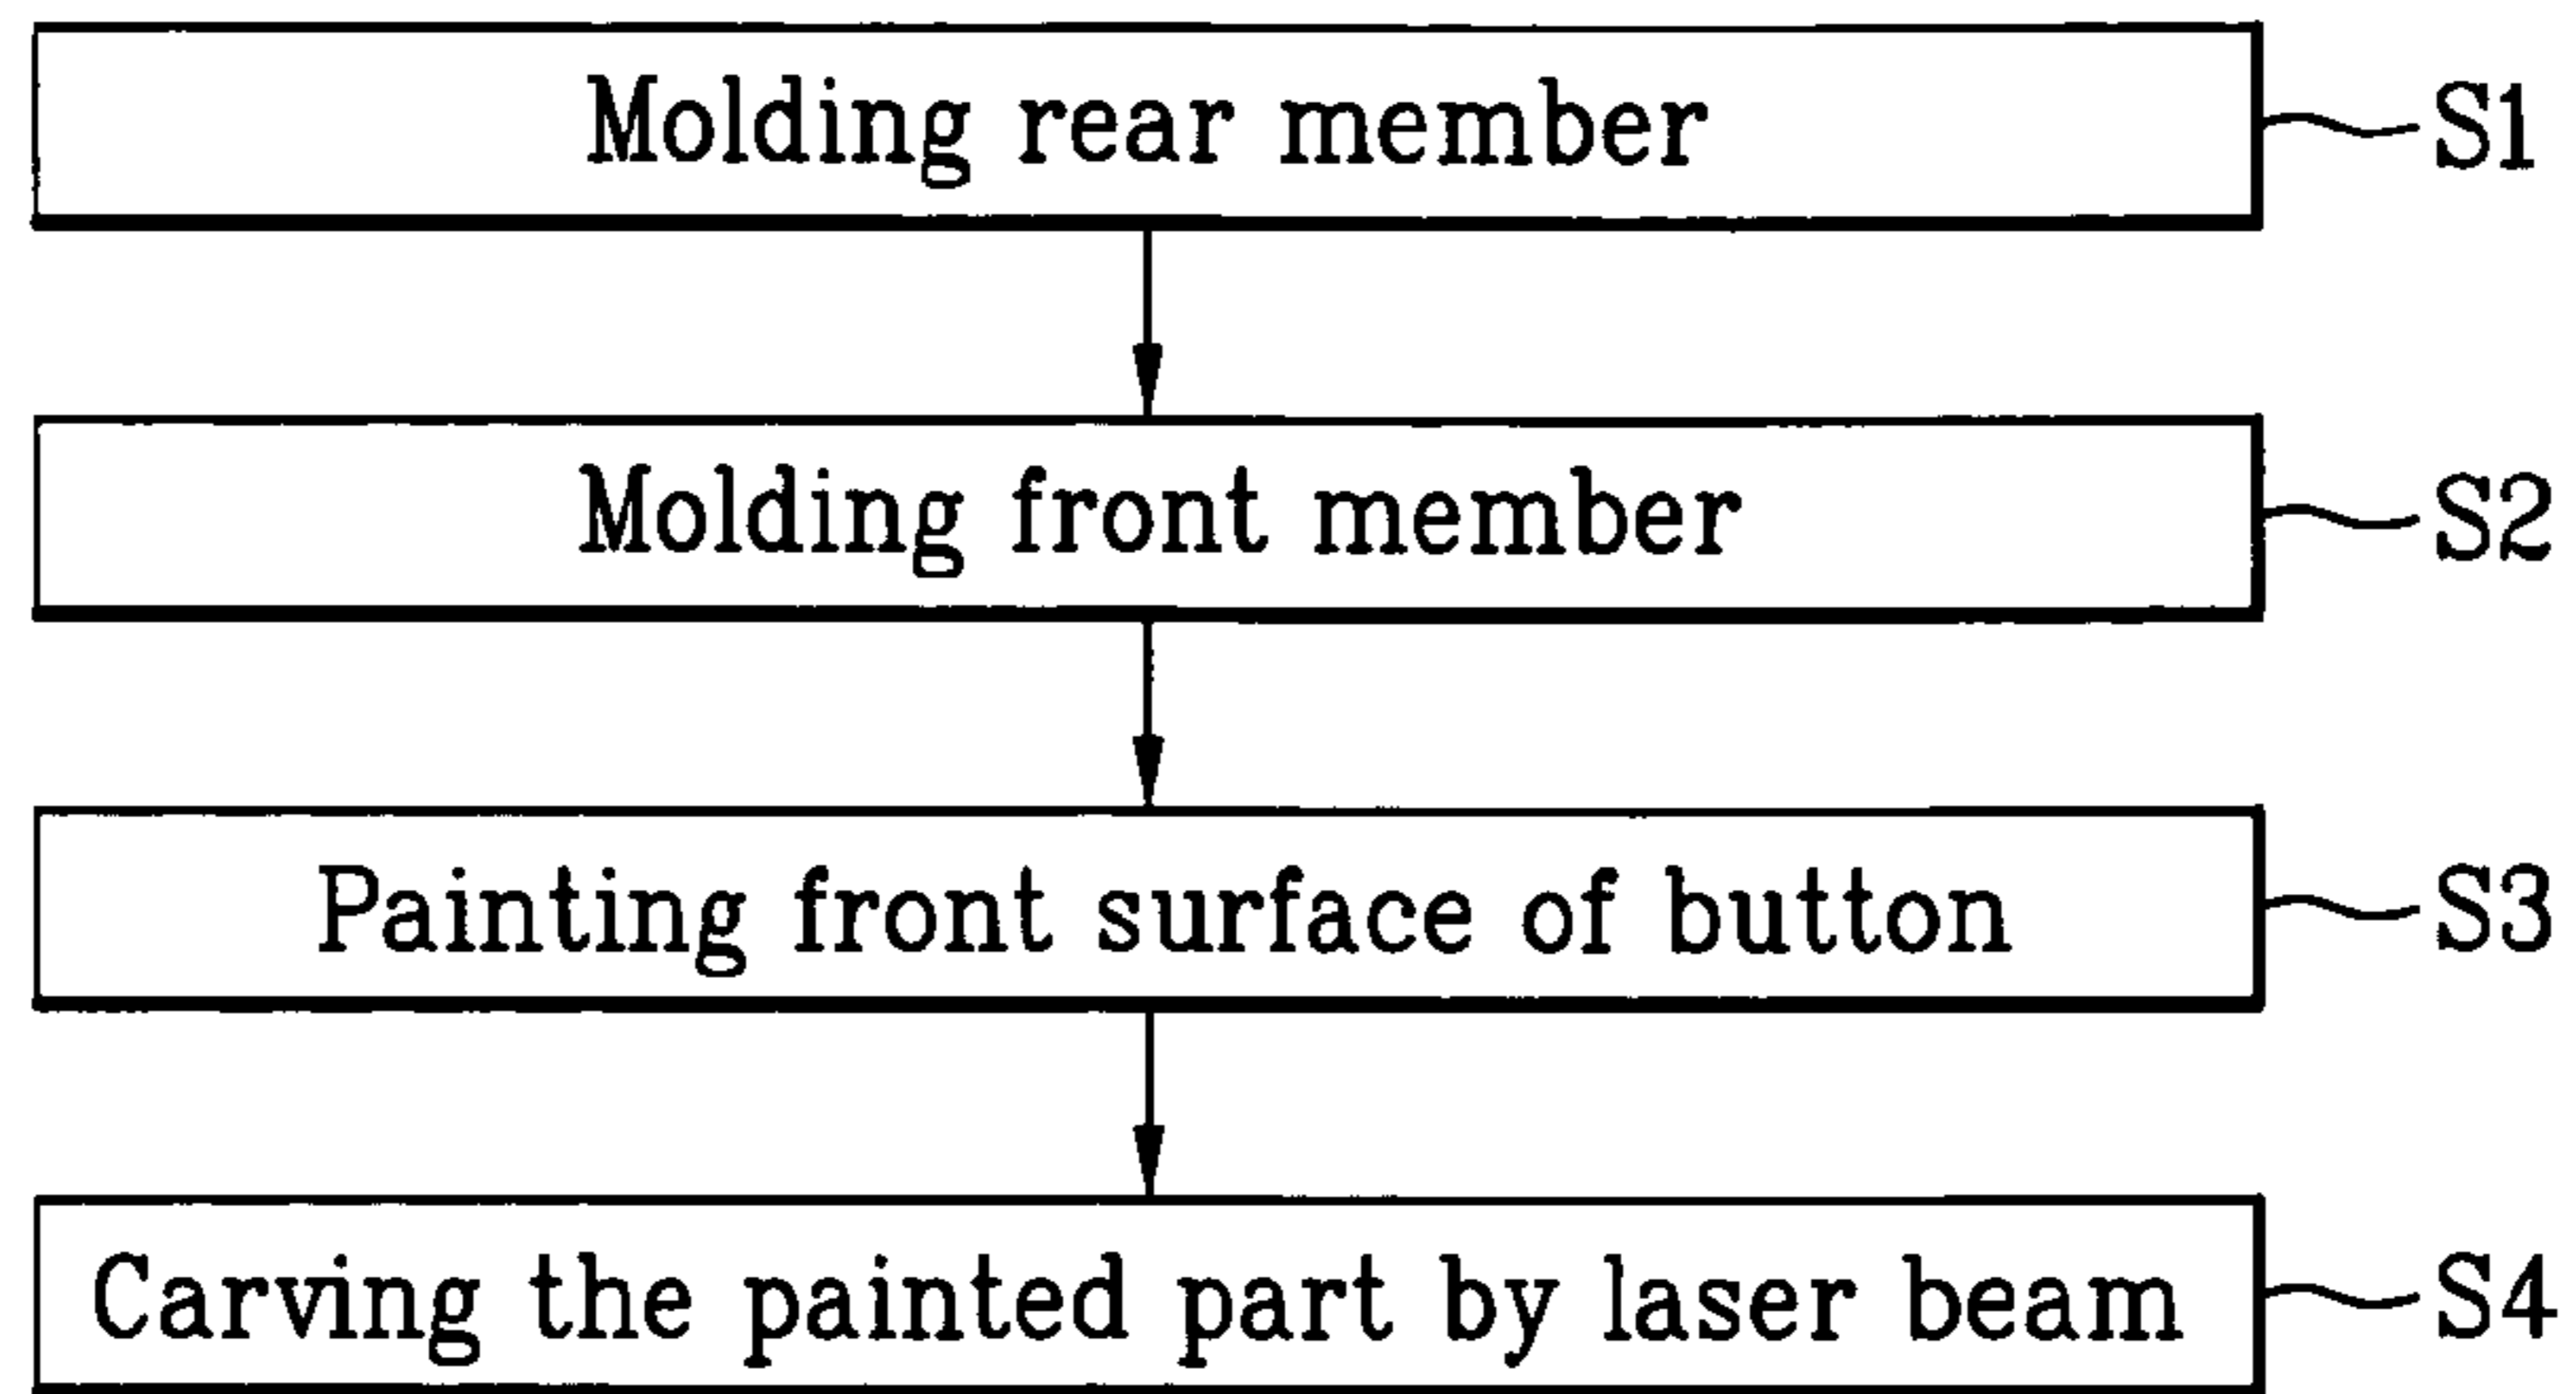 Molding rear member S1
Molding front member S2
Painting front surface of button S3
Carving the painted part by laser beam S4